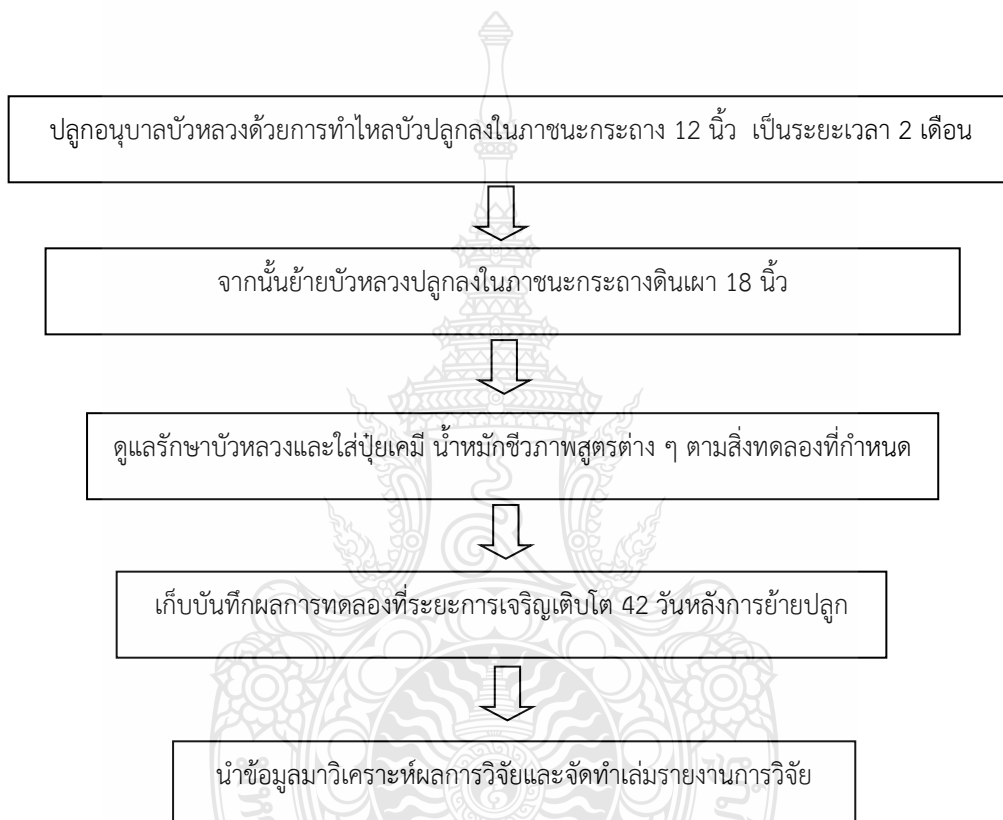 ปลูกอนุบาลบัวหลวงด้วยการทำไหลบัวปลูกลงในภาชนะกระถาง 12 นิ้ว  เป็นระยะเวลา 2 เดือน
จากนั้นย้ายบัวหลวงปลูกลงในภาชนะกระถางดินเผา 18 นิ้ว
ดูแลรักษาบัวหลวงและใส่ปุ๋ยเคมี น้ำหมักชีวภาพสูตรต่าง ๆ ตามสิ่งทดลองที่กำหนด
เก็บบันทึกผลการทดลองที่ระยะการเจริญเติบโต 42 วันหลังการย้ายปลูก
นำข้อมูลมาวิเคราะห์ผลการวิจัยและจัดทำเล่มรายงานการวิจัย